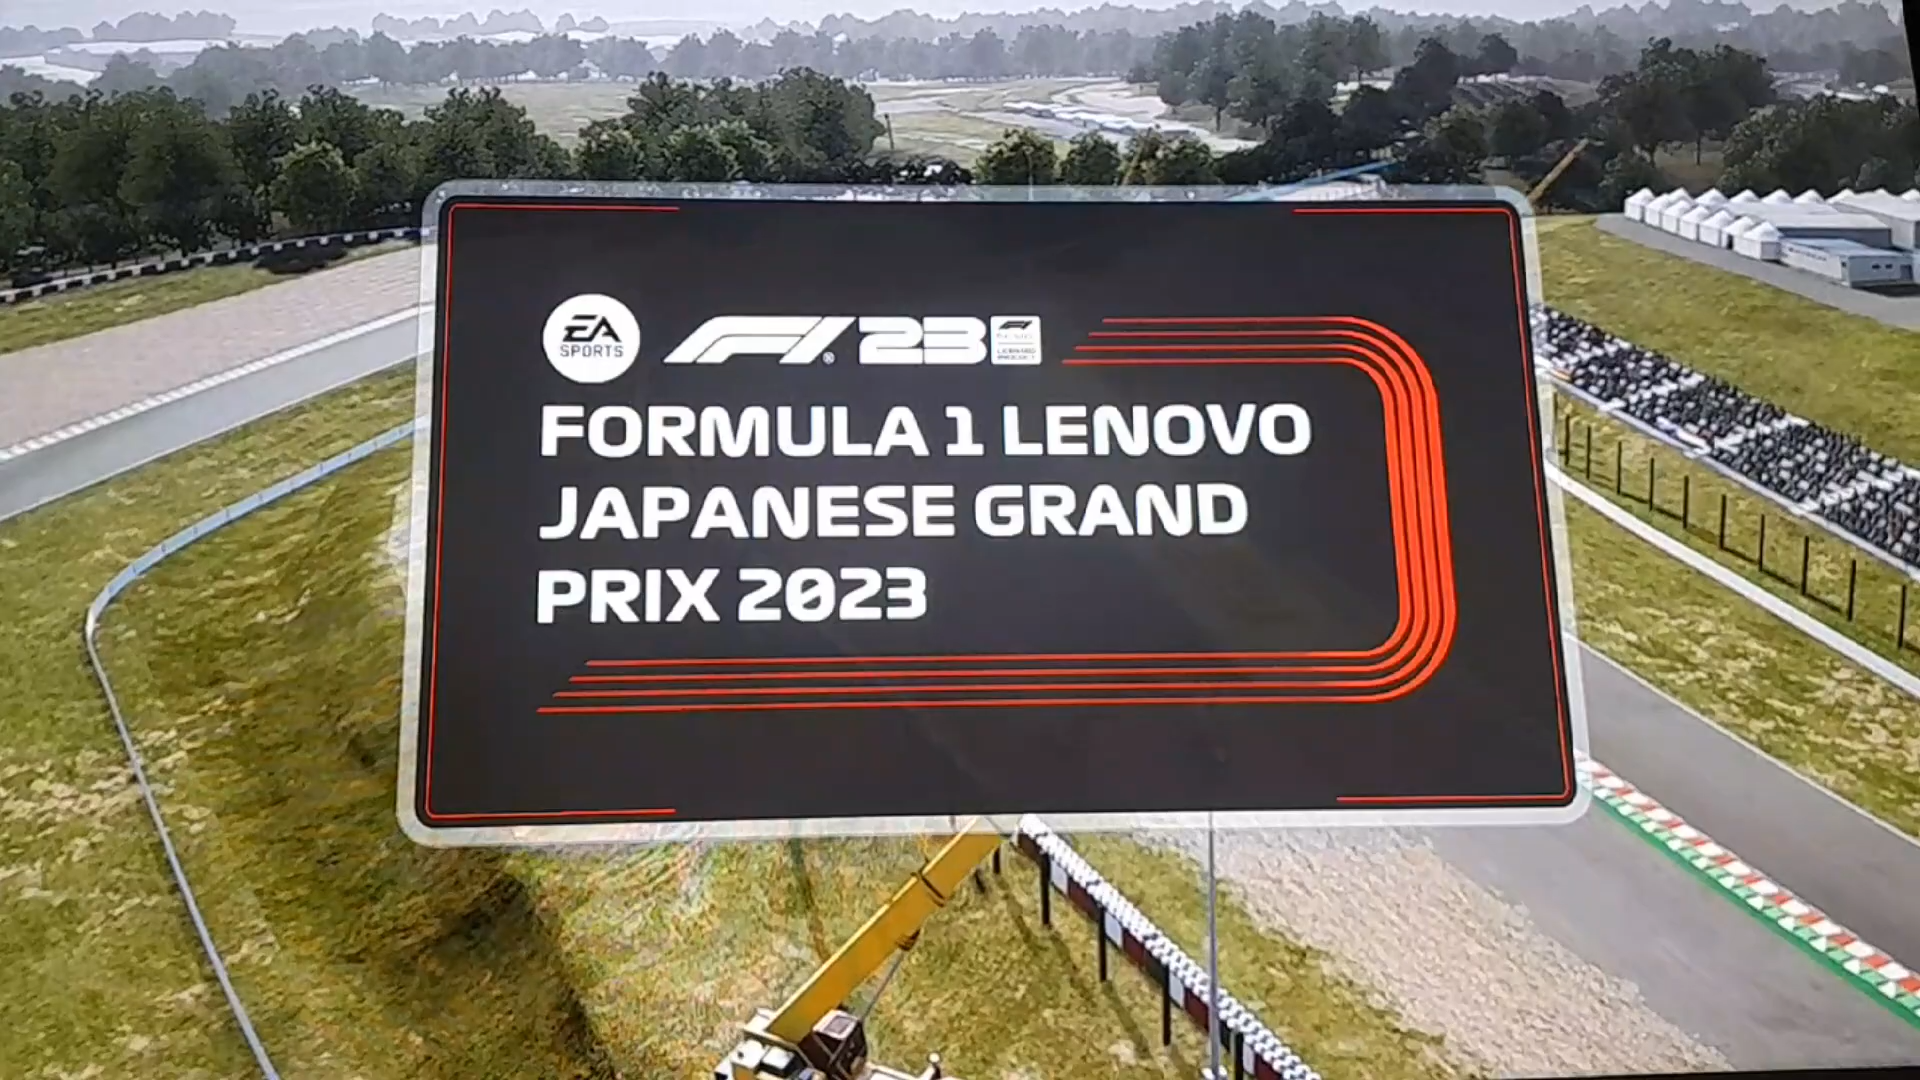 EA
SPORTS
F1® 23
FORMULA 1 LENOVO
JAPANESE GRAND
PRIX 2023